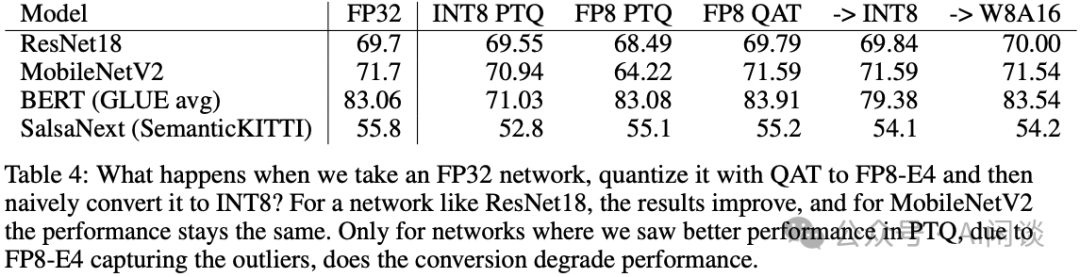 Model FP32 INT8 PTQ FP8 PTQ FP8 QAT -> INT8 -> W8A16
ResNet18 69.7 69.55 68.49 69.79 69.84 70.00
MobileNetV2 71.7 70.94 64.22 71.59 71.59 71.54
BERT (GLUE avg) 83.06 71.03 83.08 83.91 79.38 83.54
SalsaNext (SemanticKITTI) 55.8 52.8 55.1 55.2 54.1 54.2
Table 4: What happens when we take an FP32 network, quantize it with QAT to FP8-E4 and then
naively convert it to INT8? For a network like ResNet18, the results improve, and for MobileNetV2
the performance stays the same. Only for networks where we saw better performance in PTQ, due to
FP8-E4 capturing the outliers, does the conversion degrade performance.
公众号 AI闲谈